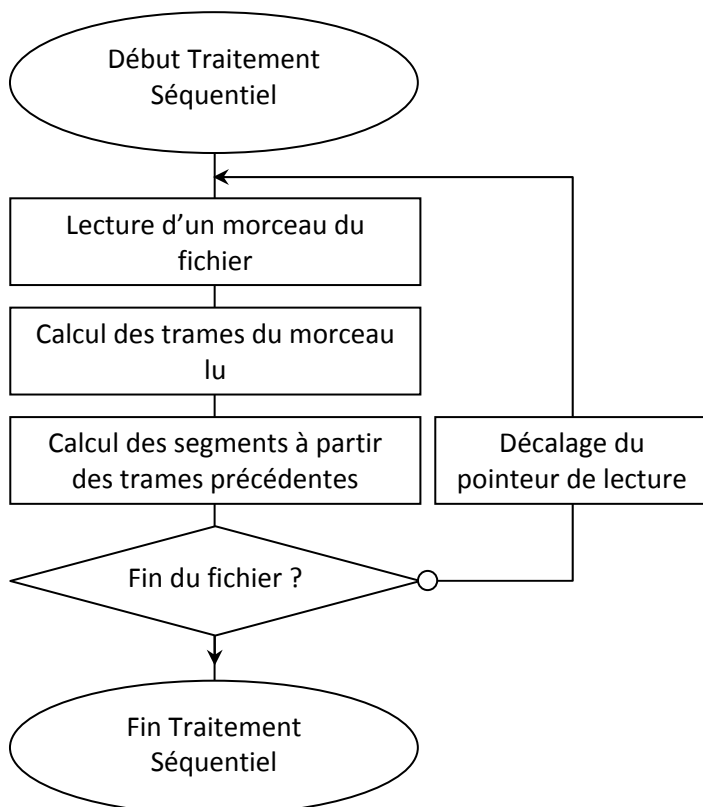 Début Traitement
Séquentiel
Lecture d’un morceau du
fichier
Calcul des trames du morceau
lu
Calcul des segments à partir
des trames précédentes
Décalage du
pointeur de lecture
Fin du fichier ?
Fin Traitement
Séquentiel